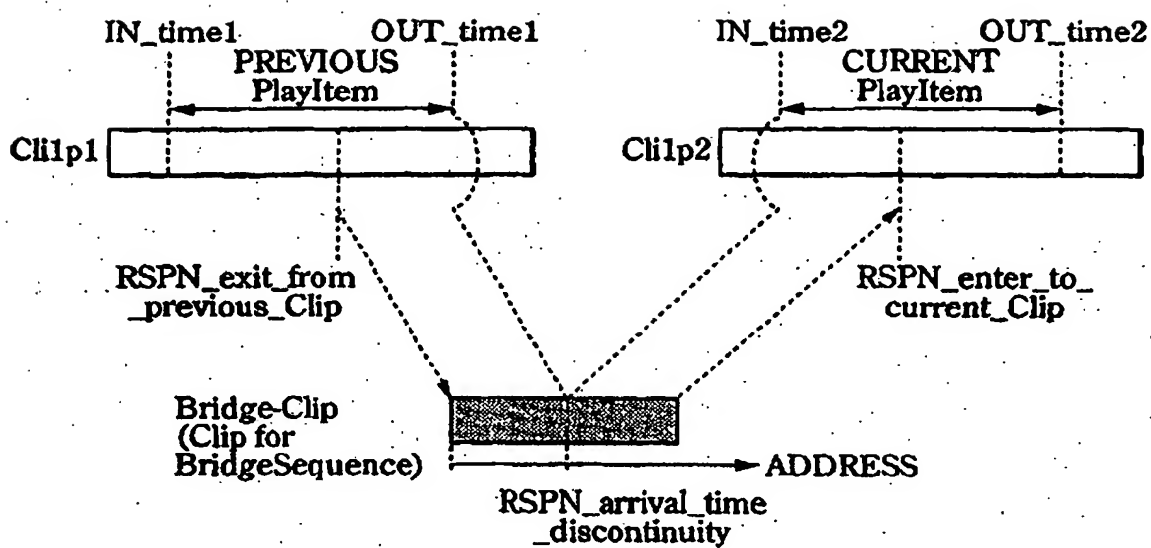 IN_time1
OUT_time1
IN_time2
OUT_time2
PREVIOUS
PlayItem
CURRENT
PlayItem
Cli1p1
Cli1p2
RSPN_exit_from
_previous_Clip
RSPN_enter_to_
current_Clip
Bridge-Clip
(Clip for
BridgeSequence)
ADDRESS
RSPN_arrival_time
_discontinuity